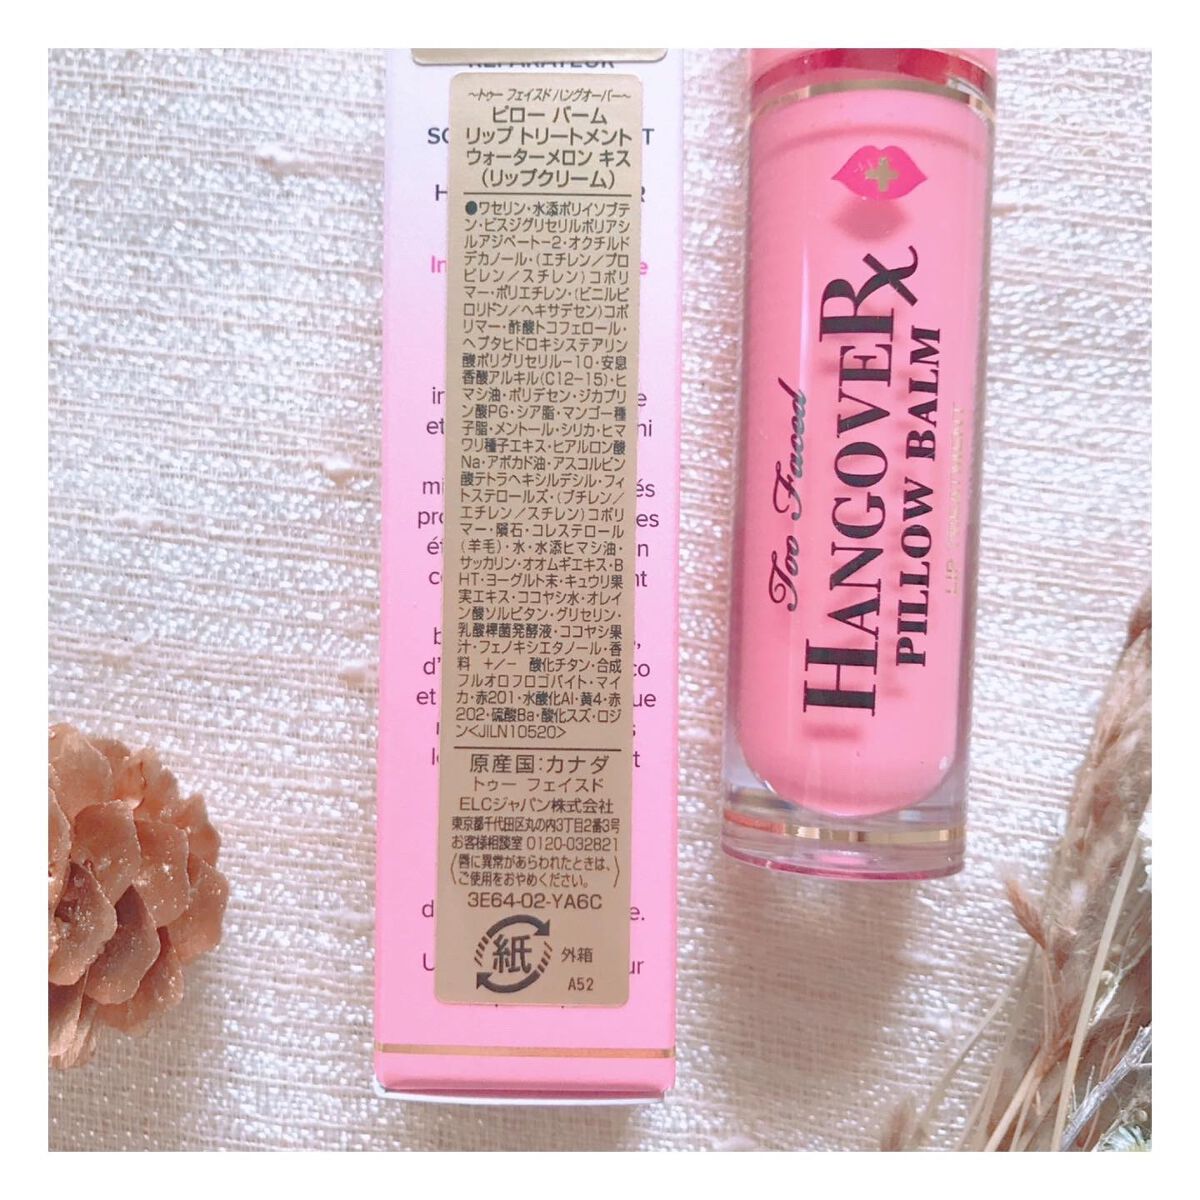 RÉPARATEUR
～トゥー フェイスド ハングオーバー～
ピロー バーム
リップ トリートメント
ウォーターメロン キス
(リップクリーム)
●ワセリン・水添ポリイソブテ
ン・ビスジグリセリルポリアシ
ルアジペート－2・オクチルド
デカノール・(エチレン／プロ
ピレン／スチレン)コポリ
マー・ポリエチレン・(ビニルピ
ロリドン／ヘキサデセン)コポ
リマー・酢酸トコフェロール・
ヘプタヒドロキシステアリン
酸ポリグリセリル－10・安息
香酸アルキル(C12－15)・ヒ
マシ油・ポリデセン・ジカプリ
ン酸PG・シア脂・マンゴー種
子脂・メントール・シリカ・ヒマ
ワリ種子エキス・ヒアルロン酸
Na・アボカド油・アスコルビン
酸テトラヘキシルデシル・フィ
トステロールズ・(ブチレン／
エチレン／スチレン)コポリ
マー・隕石・コレステロール
(羊毛)・水・水添ヒマシ油・
サッカリン・オオムギエキス・B
HT・ヨーグルト末・キュウリ果
実エキス・ココヤシ水・オレイ
ン酸ソルビタン・グリセリン・
乳酸桿菌発酵液・ココヤシ果
汁・フェノキシエタノール・香
料 ＋/－ 酸化チタン・合成
フルオロフロゴパイト・マイ
カ・赤201・水酸化Al・黄4・赤
202・硫酸Ba・酸化スズ・ロジ
ン<JILN10520>
原産国：カナダ
トゥー フェイスド
ELCジャパン株式会社
東京都千代田区丸の内3丁目2番3号
お客様相談室 0120-032821
(唇に異常があらわれたときは、
ご使用をおやめください。)
3E64-02-YA6C
紙 外箱
A52
Too Faced
HANGOVERx
PILLOW BALM
LIP TREATMENT